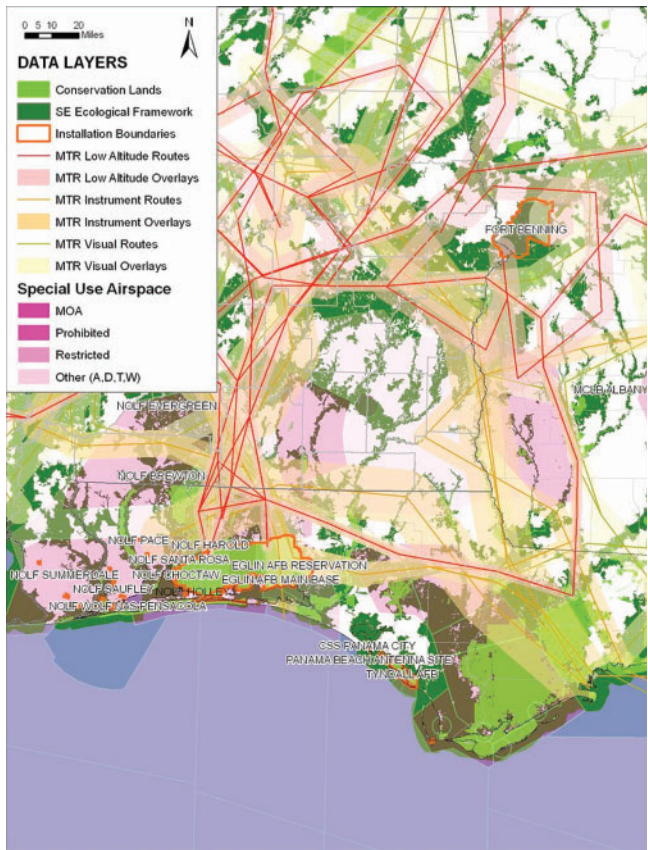 N
0 5 10 20
Miles
DATA LAYERS
Conservation Lands
SE Ecological Framework
Installation Boundaries
MTR Low Altitude Routes
MTR Low Altitude Overlays
MTR Instrument Routes
MTR Instrument Overlays
MTR Visual Routes
MTR Visual Overlays
Special Use Airspace
MOA
Prohibited
Restricted
Other (A,D,T,W)
FORT BENNING
MCLB ALBANY
NOLF EVERGREEN
NOLF BREWTON
NOLF PACE
NOLF HAROLD
NOLF SANTA ROSA
EGLIN AFB RESERVATION
NOLF SUMMERDALE
NOLF CHOCTAW
EGLIN AFB MAIN BASE
NOLF SAUFLEY
NOLF HOLLEY
NOLF WOLF
NAS PENSACOLA
CSS PANAMA CITY
PANAMA BEACH ANTENNA SITE
TYNDALL AFB